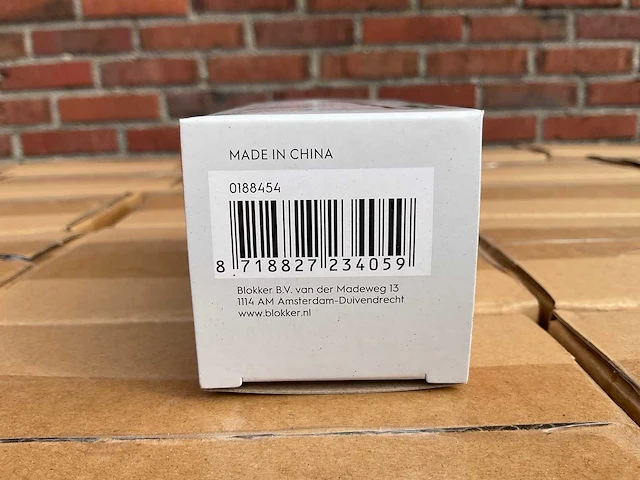 MADE IN CHINA
0188454
8 718827 234059
Blokker B.V. van der Madeweg 13
1114 AM Amsterdam-Duivendrecht
www.blokker.nl